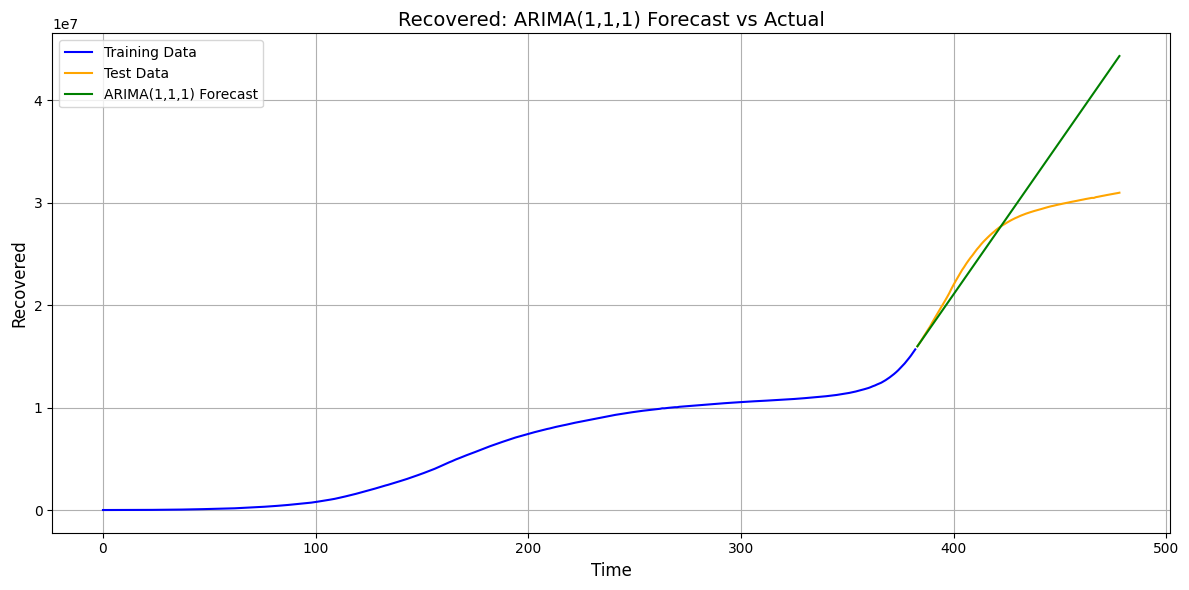 Recovered: ARIMA(1,1,1) Forecast vs Actual
1e7
Training Data
Test Data
ARIMA(1,1,1) Forecast
4
3
2
1
0
Recovered
0 100 200 300 400 500
Time